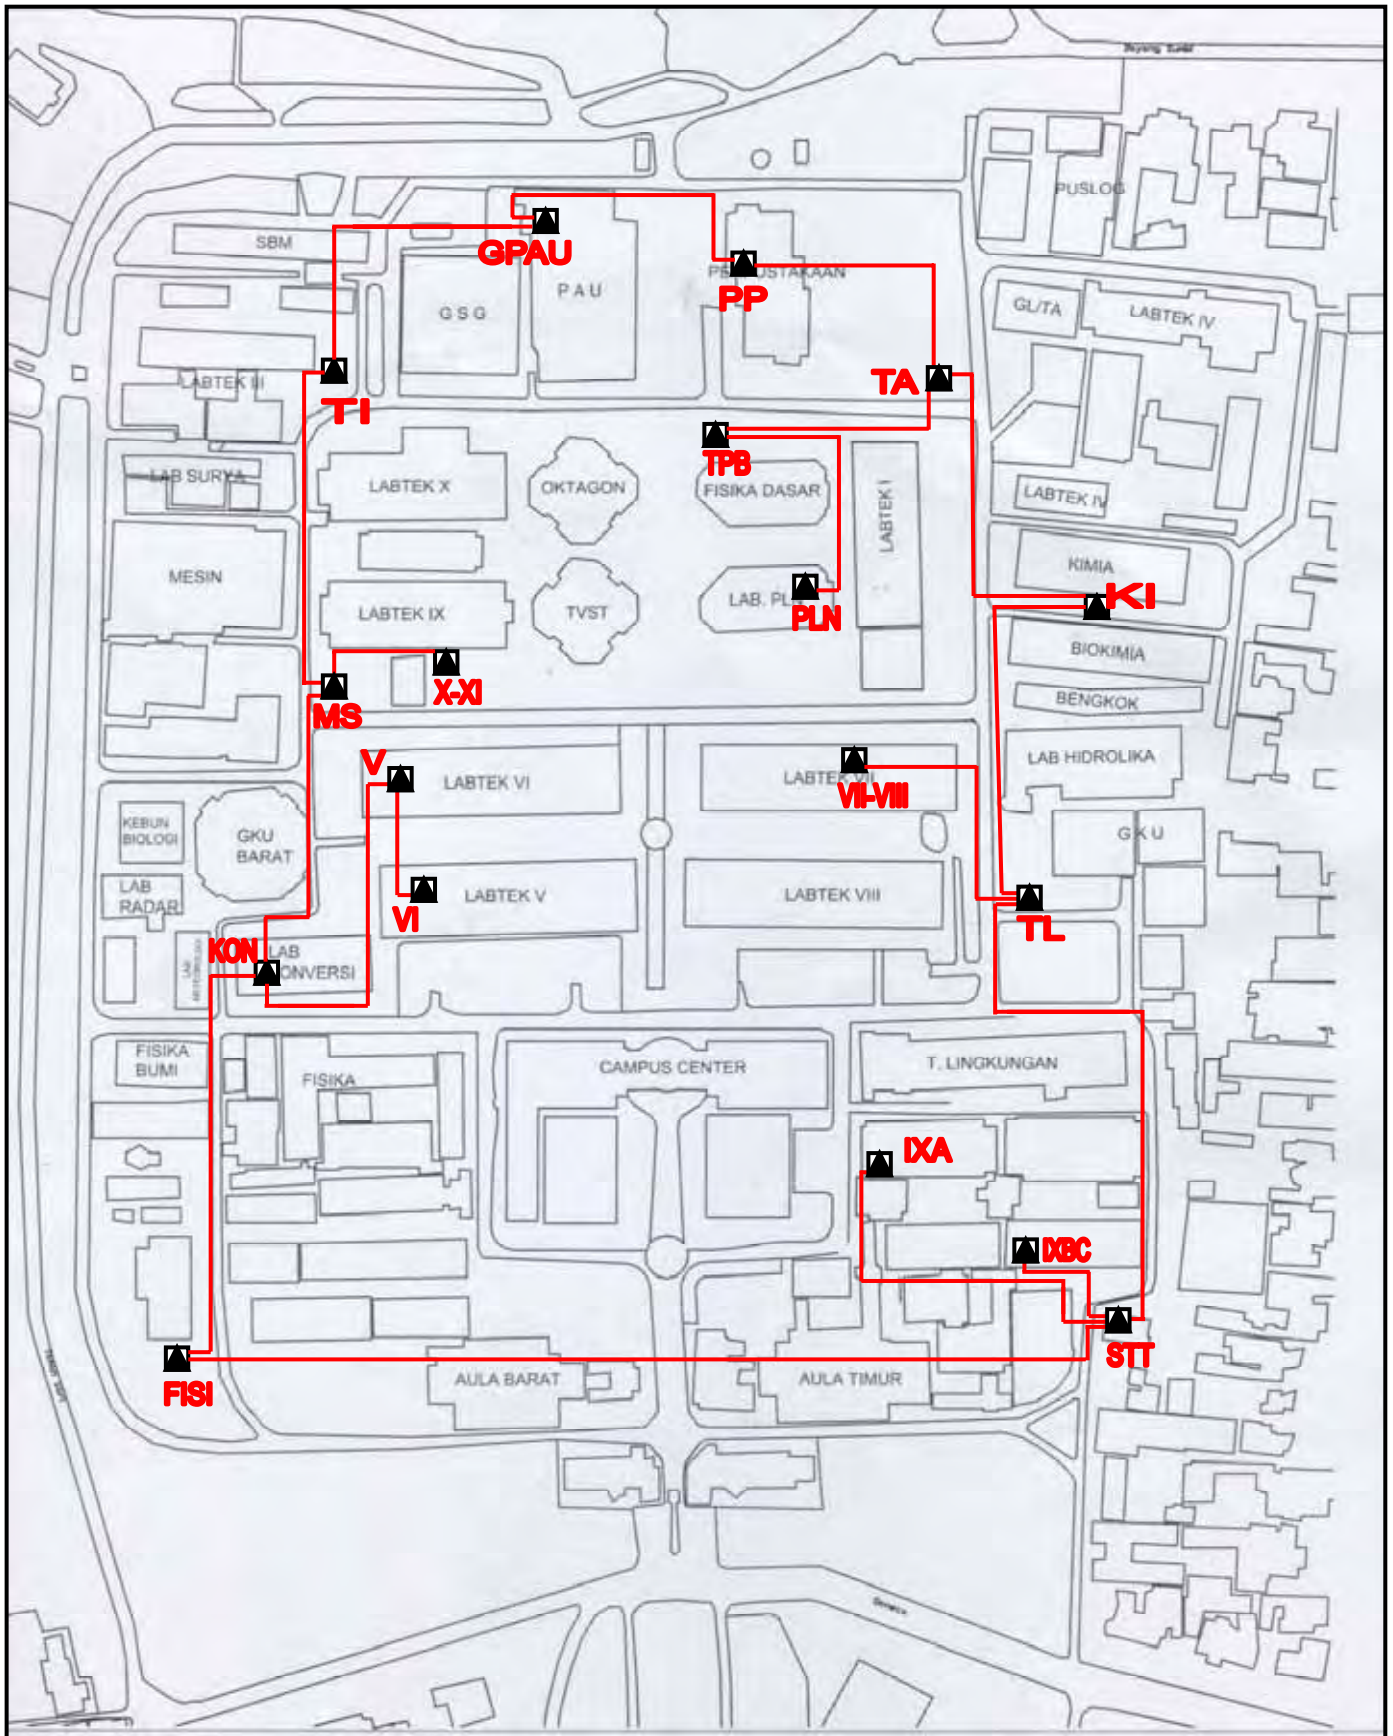 PUSLOG
SBM
GPAU
PAU
GSG
PP
GL/TA
LABTEK IV
LABTEK III
TI
TA
TPB
LAB SURYA
LABTEK X
OKTAGON
FISIKA DASAR
LABTEK I
LABTEK IV
MESIN
KIMIA
KI
LABTEK IX
TVST
LAB. PLN
PLN
BIOKIMIA
X-XI
MS
BENGKOK
V
LABTEK VI
LABTEK VII
VII-VIII
LAB HIDROLIKA
KEBUN
BIOLOGI
GKU
BARAT
GKU
LAB
RADAR
VI
LABTEK V
LABTEK VIII
TL
KON
LAB
KONVERSI
FISIKA
BUMI
FISIKA
CAMPUS CENTER
T. LINGKUNGAN
IXA
IXBC
STT
FISI
AULA BARAT
AULA TIMUR